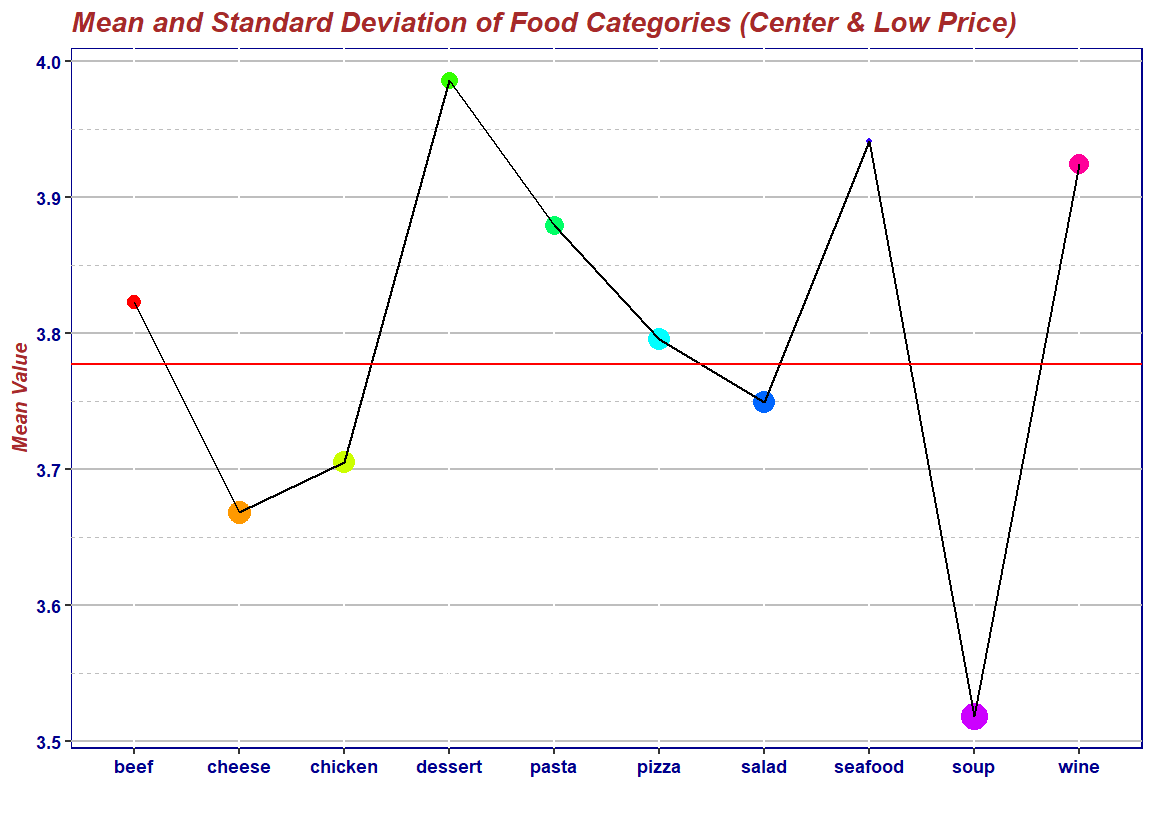 Mean and Standard Deviation of Food Categories (Center & Low Price)
4.0
3.9
3.8
3.7
3.6
3.5
Mean Value
beef cheese chicken dessert pasta pizza salad seafood soup wine